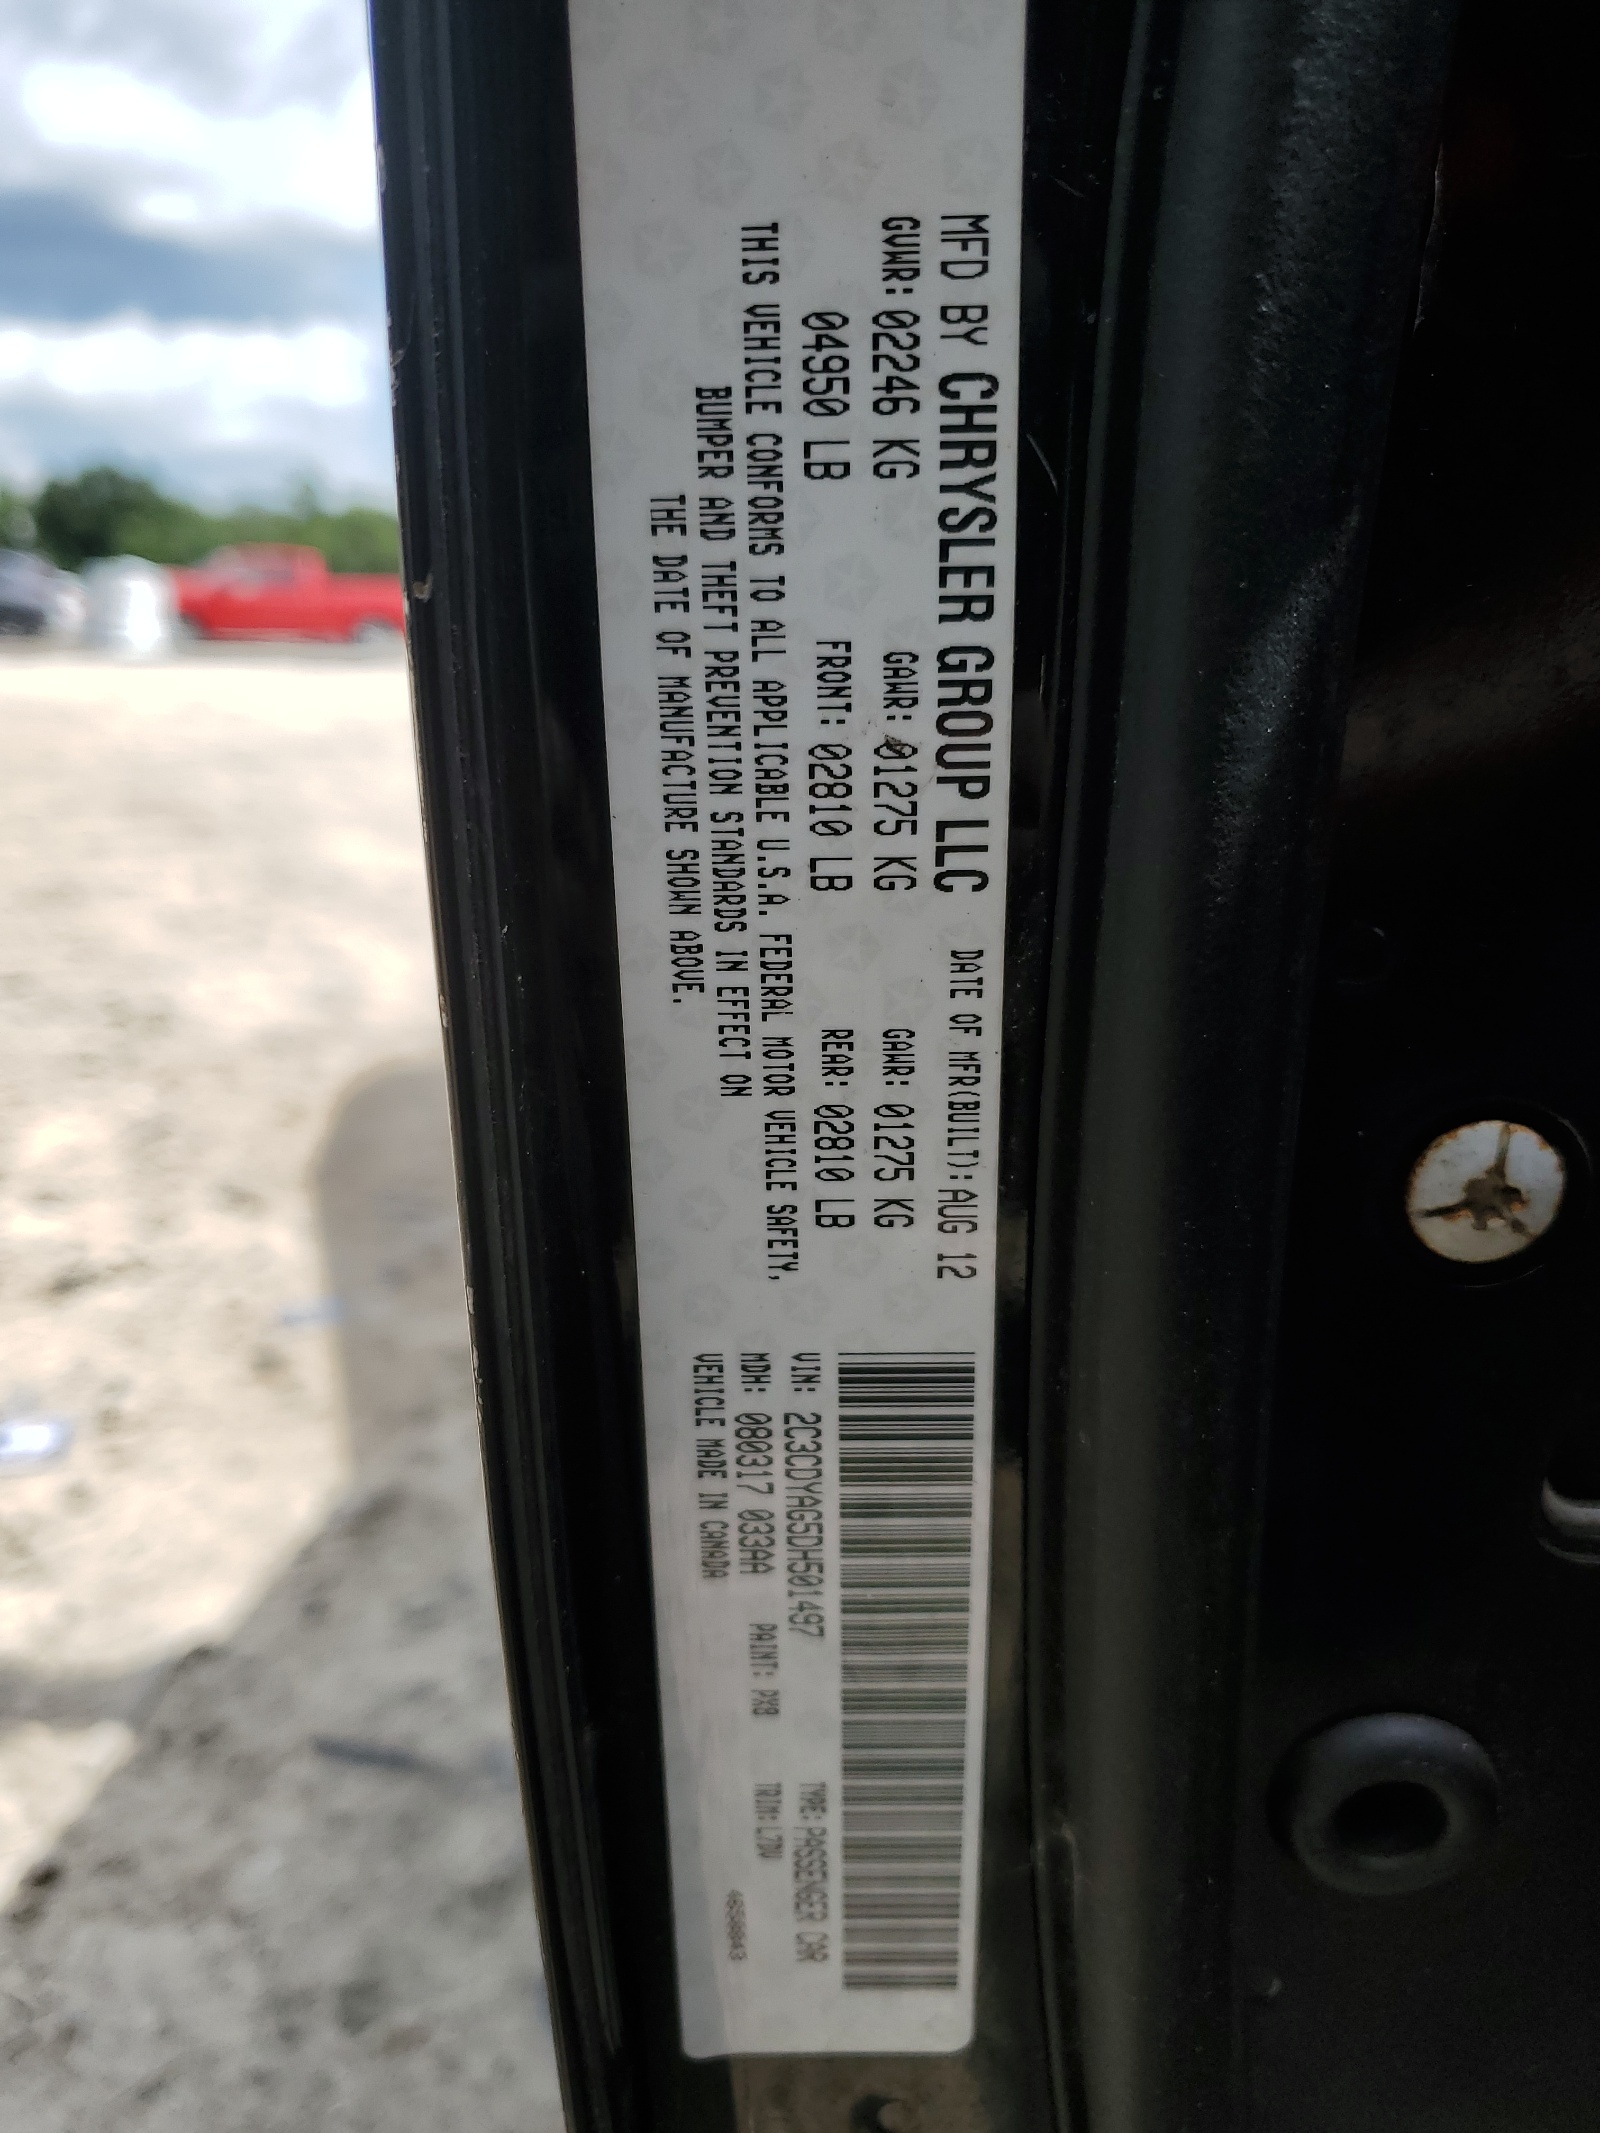 MFD BY CHRYSLER GROUP LLC DATE OF MFR(BUILT): AUG 12
GVWR: 02246 KG GAWR: 01275 KG GAWR: 01275 KG
04950 LB FRONT: 02810 LB REAR: 02810 LB
THIS VEHICLE CONFORMS TO ALL APPLICABLE U.S.A. FEDERAL MOTOR VEHICLE SAFETY,
BUMPER AND THEFT PREVENTION STANDARDS IN EFFECT ON
THE DATE OF MANUFACTURE SHOWN ABOVE.
VIN: 2C3CDYAG5DH501497 TYPE: PASSENGER CAR
MDH: 080317 033AA PAINT: PX8 TRIM: L7DV
VEHICLE MADE IN CANADA